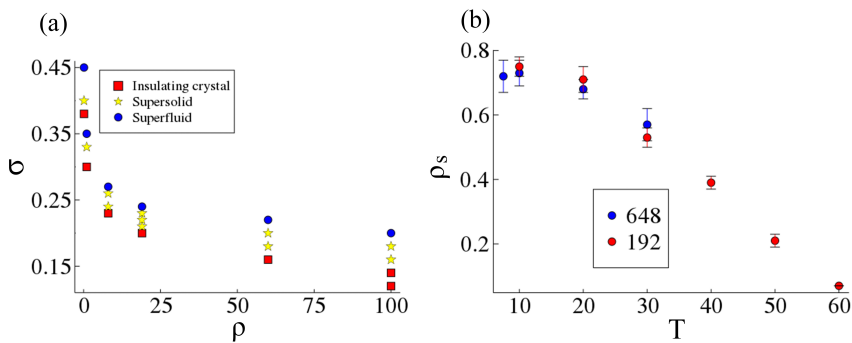 (a)
σ
0.45
0.35
0.25
0.15
Insulating crystal
Supersolid
Superfluid
0
25
50
75
100
ρ
(b)
ρs
0.8
0.6
0.4
0.2
648
192
10
20
30
40
50
60
T